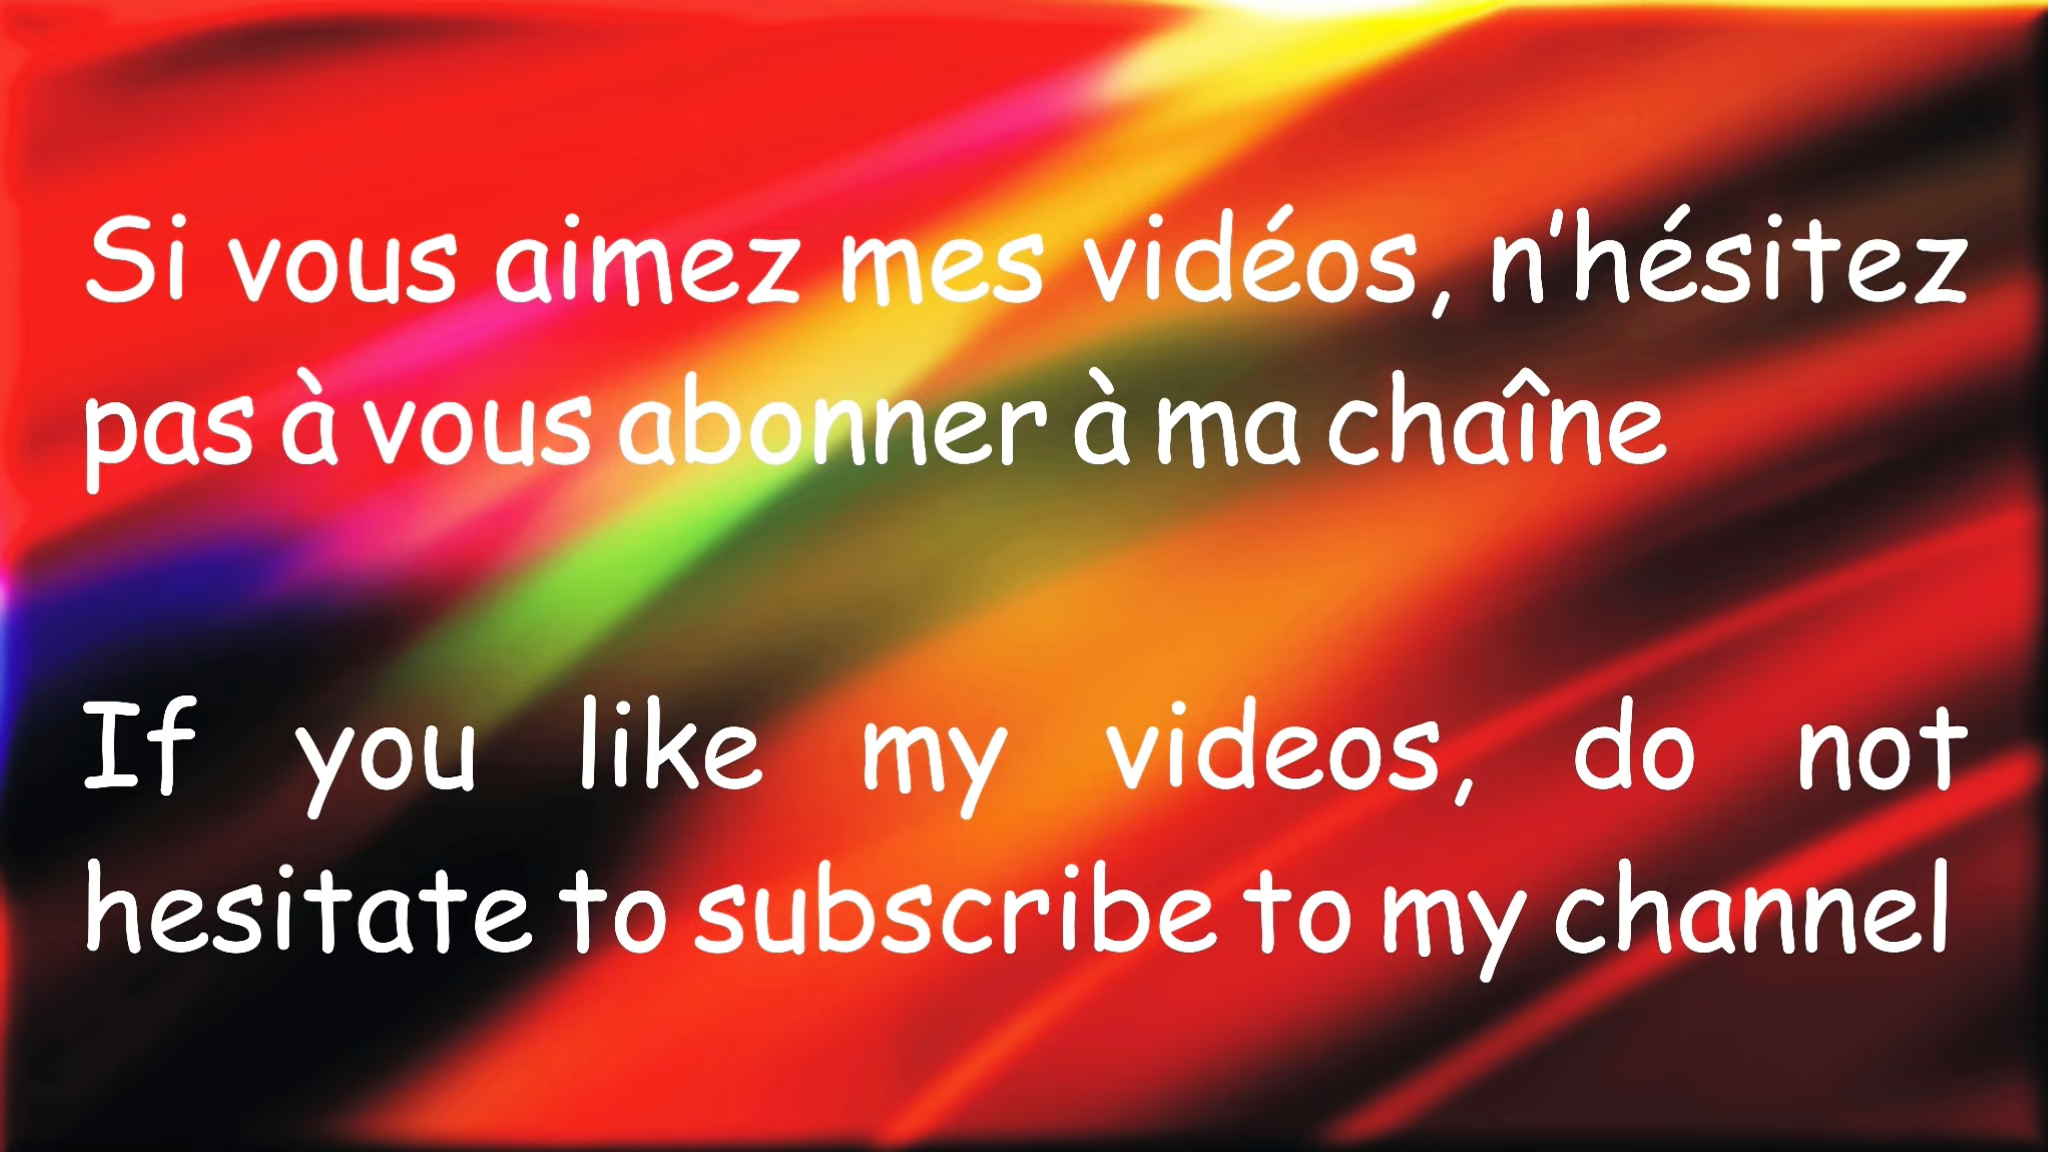 Si vous aimez mes vidéos, n’hésitez
pas à vous abonner à ma chaîne
If you like my videos, do not
hesitate to subscribe to my channel